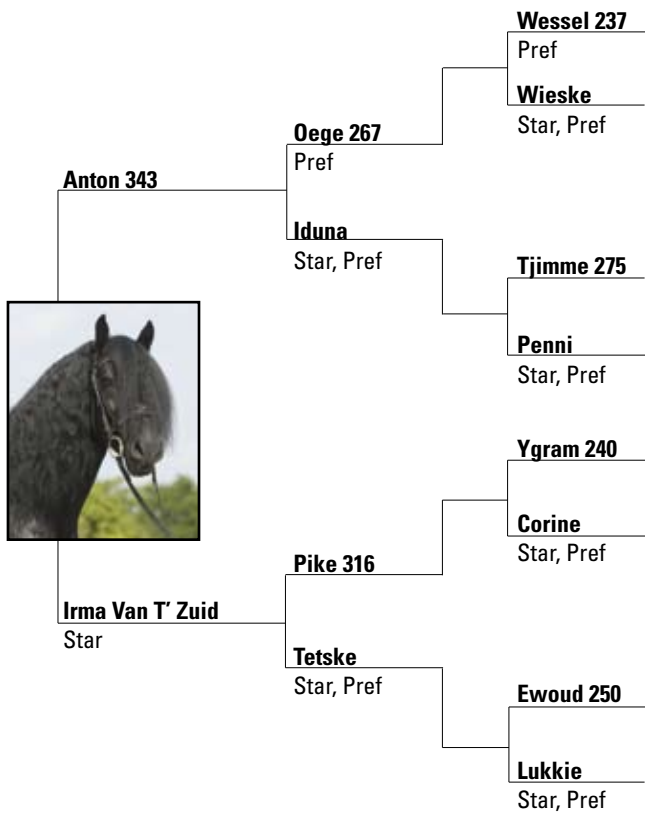 Wessel 237
Pref
Wieske
Star, Pref
Oege 267
Pref
Anton 343
Iduna
Star, Pref
Tjimme 275
Penni
Star, Pref
Ygram 240
Corine
Star, Pref
Pike 316
Irma Van T’ Zuid
Star
Tetske
Star, Pref
Ewoud 250
Lukkie
Star, Pref